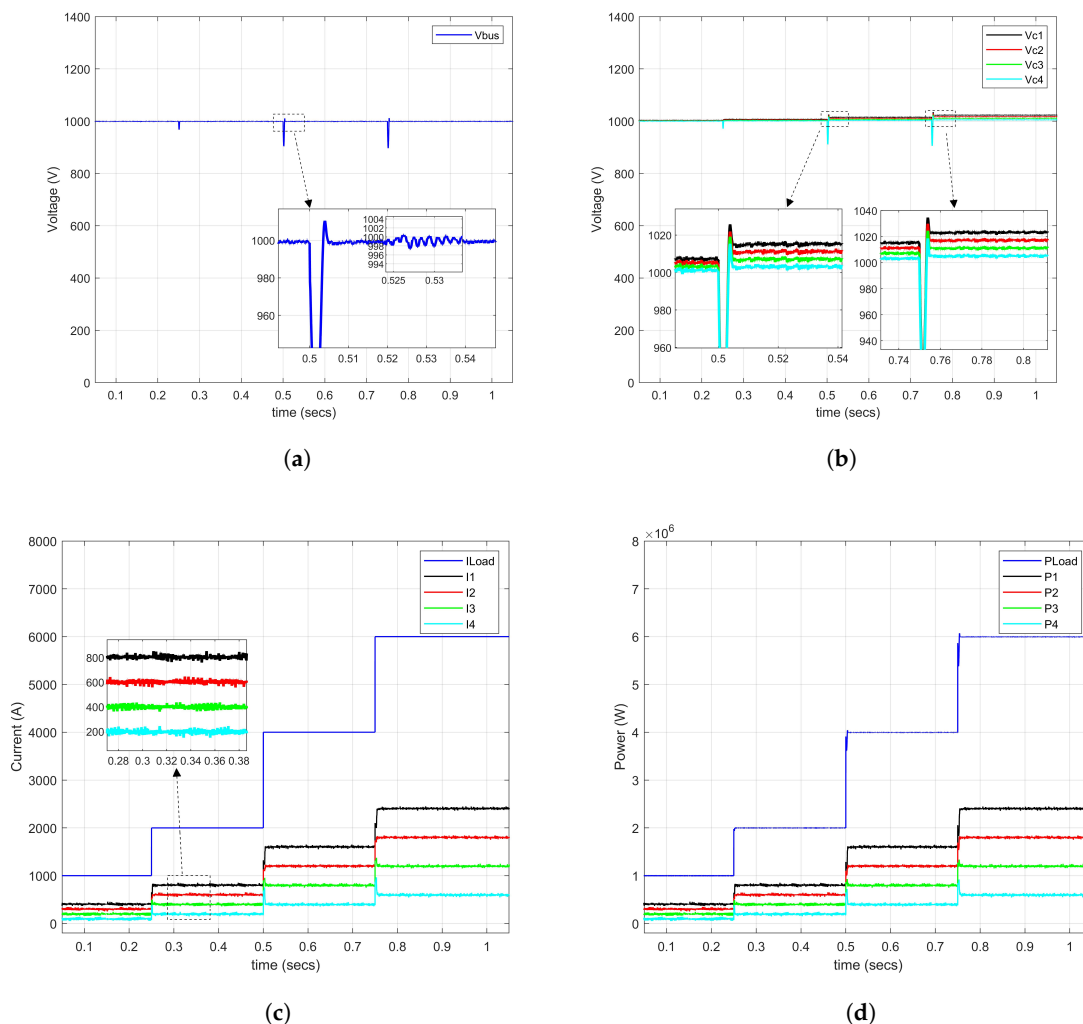 1400
1200
1000
800
600
400
200
0
Voltage (V)
Vbus
1000
980
960
0.5 0.51 0.52 0.53 0.54
1004
1002
1000
998
996
994
0.525 0.53
0.1 0.2 0.3 0.4 0.5 0.6 0.7 0.8 0.9 1
time (secs)
(a)
1400
1200
1000
800
600
400
200
0
Voltage (V)
Vc1
Vc2
Vc3
Vc4
1020
1000
980
960
0.5 0.52 0.54
1040
1020
1000
980
960
940
0.74 0.76 0.78 0.8
0.1 0.2 0.3 0.4 0.5 0.6 0.7 0.8 0.9 1
time (secs)
(b)
8000
7000
6000
5000
4000
3000
2000
1000
0
Current (A)
ILoad
I1
I2
I3
I4
800
600
400
200
0.28 0.3 0.32 0.34 0.36 0.38
0.1 0.2 0.3 0.4 0.5 0.6 0.7 0.8 0.9 1
time (secs)
(c)
×10⁶
8
7
6
5
4
3
2
1
0
Power (W)
PLoad
P1
P2
P3
P4
0.1 0.2 0.3 0.4 0.5 0.6 0.7 0.8 0.9 1
time (secs)
(d)